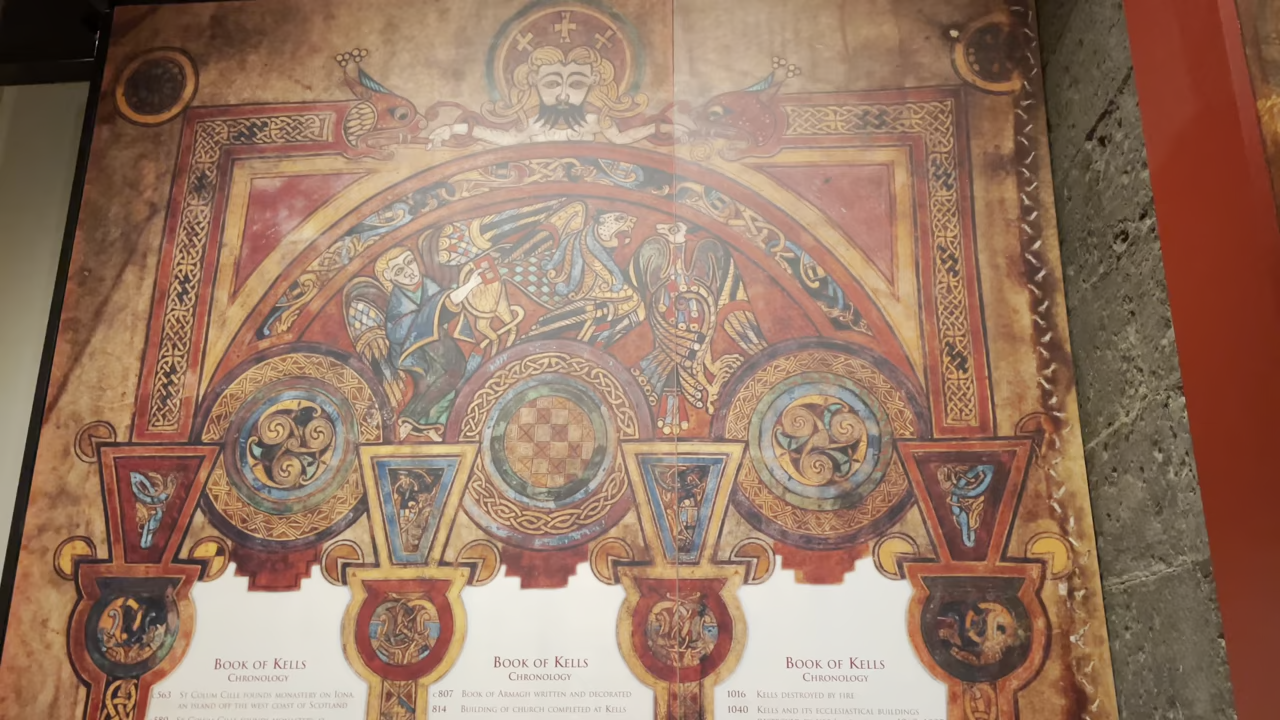 BOOK OF KELLS
CHRONOLOGY
c563 ST COLUM CILLE FOUNDS MONASTERY ON IONA,
AN ISLAND OFF THE WEST COAST OF SCOTLAND
BOOK OF KELLS
CHRONOLOGY
c807 BOOK OF ARMAGH WRITTEN AND DECORATED
814 BUILDING OF CHURCH COMPLETED AT KELLS
BOOK OF KELLS
CHRONOLOGY
1016 KELLS DESTROYED BY FIRE
1040 KELLS AND ITS ECCLESIASTICAL BUILDINGS